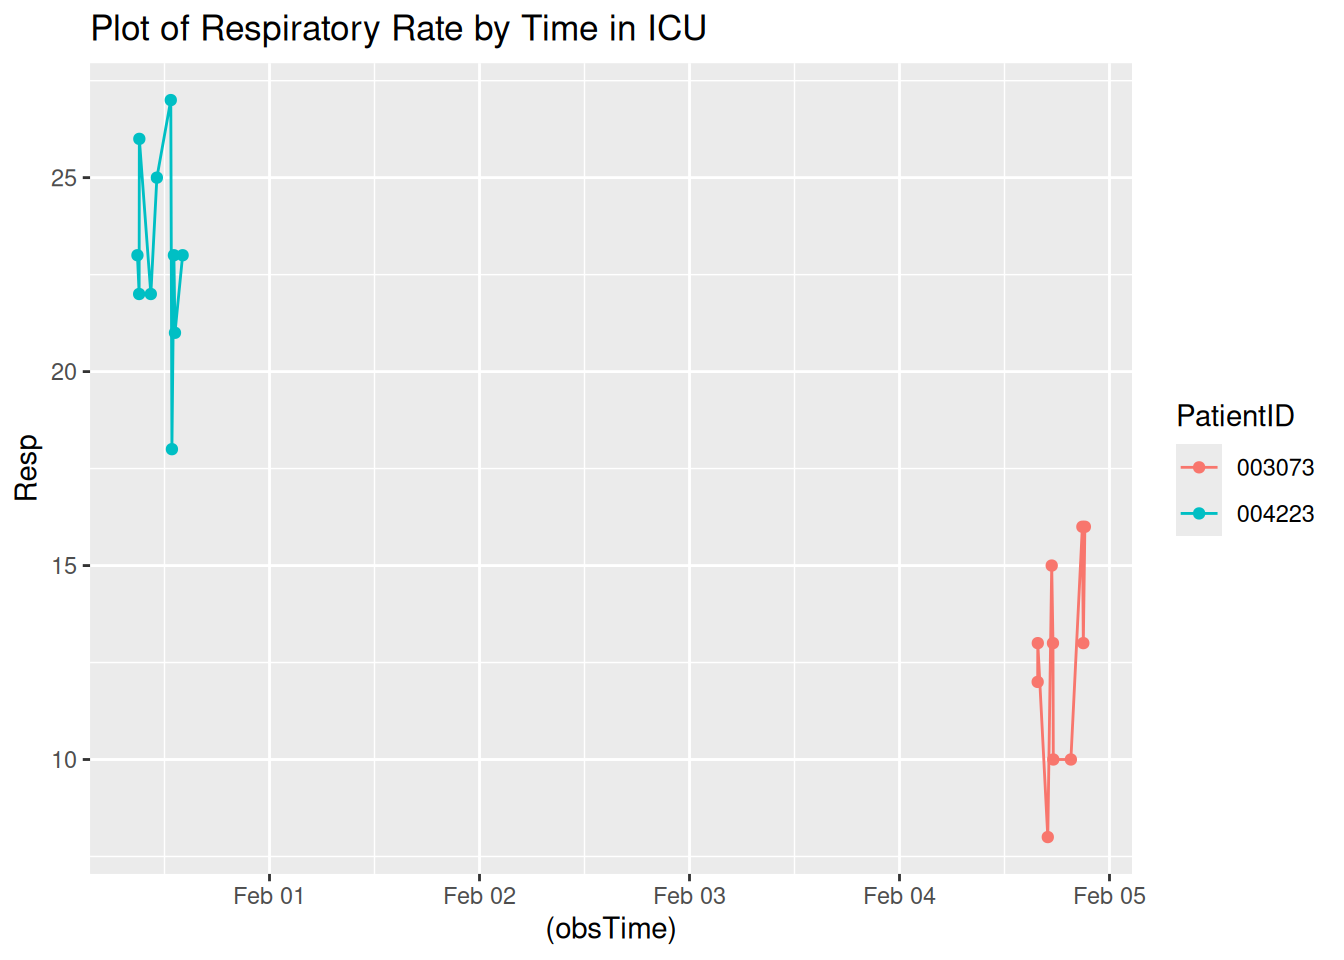 Plot of Respiratory Rate by Time in ICU
25
20
15
10
Resp
Feb 01 Feb 02 Feb 03 Feb 04 Feb 05
(obsTime)
PatientID
003073
004223